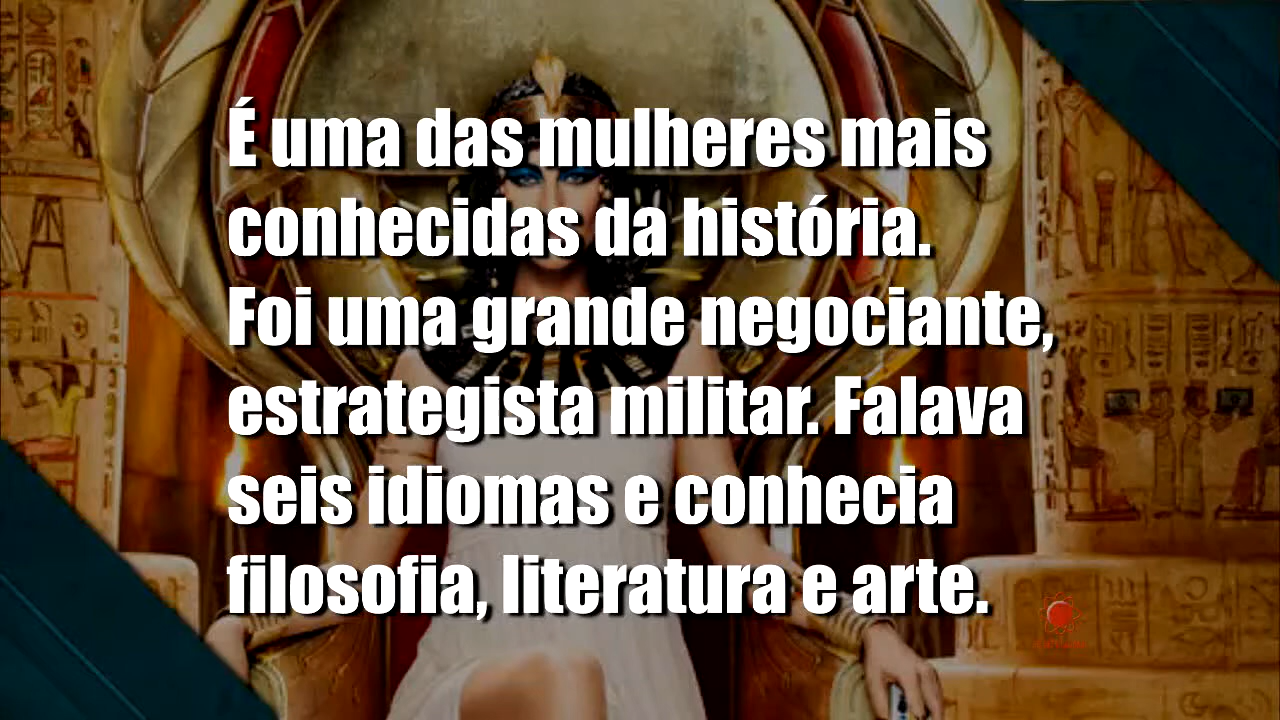 É uma das mulheres mais
conhecidas da história.
Foi uma grande negociante,
estrategista militar. Falava
seis idiomas e conhecia
filosofia, literatura e arte.